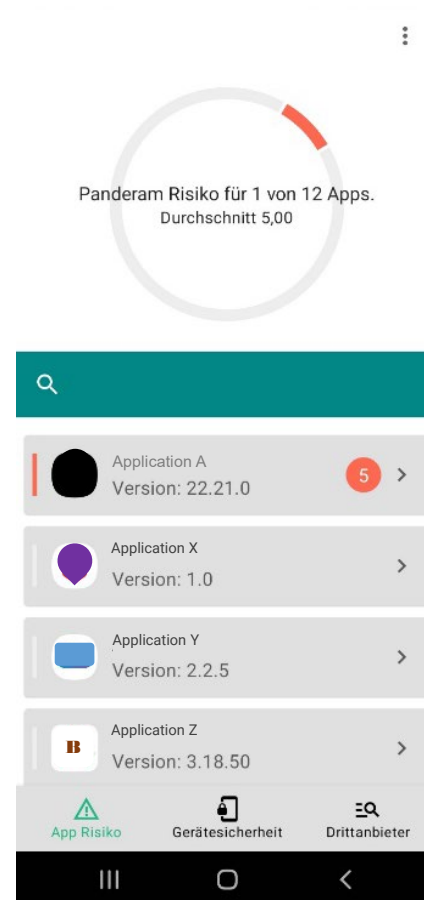 Panderam Risiko für 1 von 12 Apps.
Durchschnitt 5,00
Application A
Version: 22.21.0
5
Application X
Version: 1.0
Application Y
Version: 2.2.5
Application Z
B
Version: 3.18.50
App Risiko
Gerätesicherheit
Drittanbieter